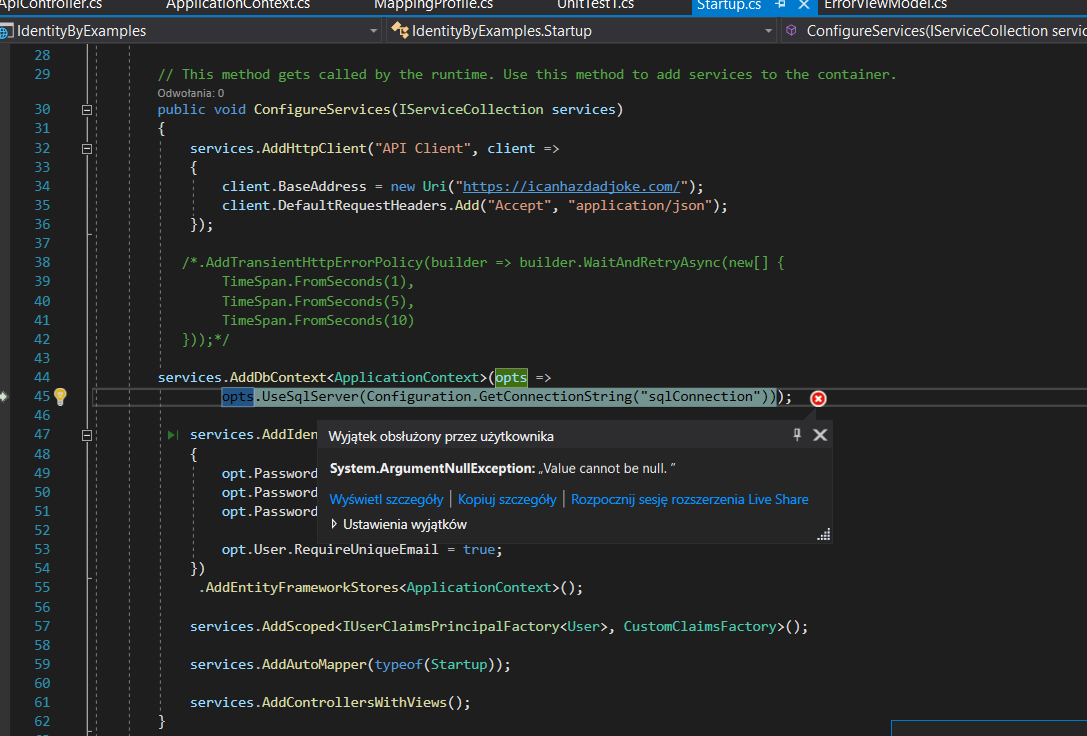 ApiController.cs ApplicationContext.cs MappingProfile.cs UnitTest1.cs Startup.cs ErrorViewModel.cs
IdentityByExamples IdentityByExamples.Startup ConfigureServices(IServiceCollection servic
28
29 // This method gets called by the runtime. Use this method to add services to the container.
Odwołania: 0
30 public void ConfigureServices(IServiceCollection services)
31 {
32 services.AddHttpClient("API Client", client =>
33 {
34 client.BaseAddress = new Uri("https://icanhazdadjoke.com/");
35 client.DefaultRequestHeaders.Add("Accept", "application/json");
36 });
37
38 /*.AddTransientHttpErrorPolicy(builder => builder.WaitAndRetryAsync(new[] {
39 TimeSpan.FromSeconds(1),
40 TimeSpan.FromSeconds(5),
41 TimeSpan.FromSeconds(10)
42 }));*/
43
44 services.AddDbContext<ApplicationContext>(opts =>
45 opts.UseSqlServer(Configuration.GetConnectionString("sqlConnection")));
46
47 services.AddIden
48 {
49 opt.Password
50 opt.Password
51 opt.Password
52
53 opt.User.RequireUniqueEmail = true;
54 })
55 .AddEntityFrameworkStores<ApplicationContext>();
56
57 services.AddScoped<IUserClaimsPrincipalFactory<User>, CustomClaimsFactory>();
58
59 services.AddAutoMapper(typeof(Startup));
60
61 services.AddControllersWithViews();
62 }
Wyjątek obsłużony przez użytkownika
System.ArgumentNullException: „Value cannot be null. ”
Wyświetl szczegóły | Kopiuj szczegóły | Rozpocznij sesję rozszerzenia Live Share
Ustawienia wyjątków